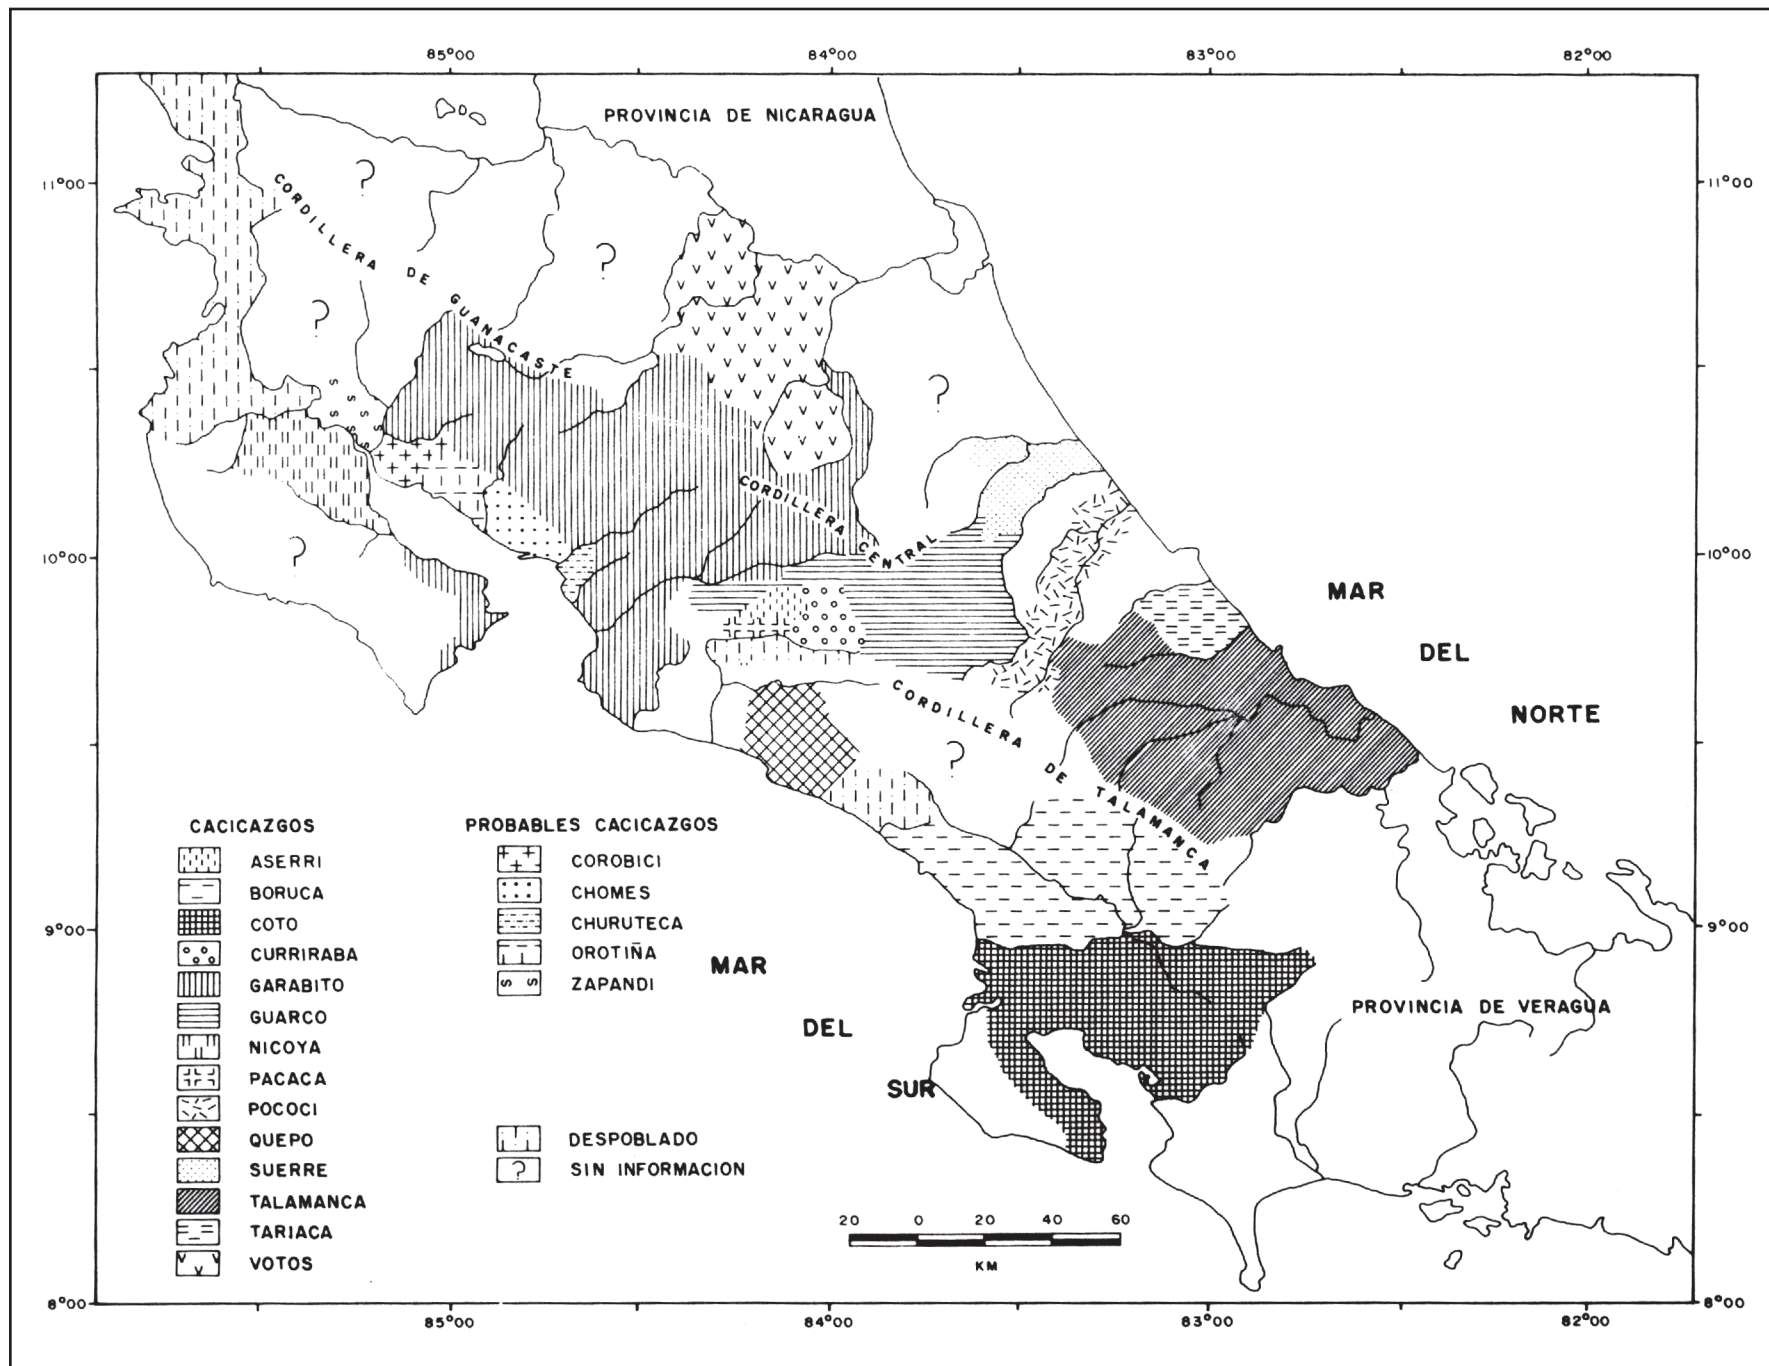 85°00 84°00 83°00 82°00
PROVINCIA DE NICARAGUA
11°00 11°00
?
CORDILLERA DE GUANACASTE
?
?
?
CORDILLERA CENTRAL
?
10°00 10°00
MAR
DEL
NORTE
CORDILLERA DE TALAMANCA
?
CACICAZGOS
ASERRI
BORUCA
COTO
CURRIRABA
GARABITO
GUARCO
NICOYA
PACACA
POCOCI
QUEPO
SUERRE
TALAMANCA
TARIACA
VOTOS
PROBABLES CACICAZGOS
COROBICI
CHOMES
CHURUTECA
OROTIÑA
ZAPANDI
DESPOBLADO
? SIN INFORMACION
9°00 9°00
MAR
DEL
SUR
PROVINCIA DE VERAGUA
20 0 20 40 60
KM
8°00 8°00
85°00 84°00 83°00 82°00